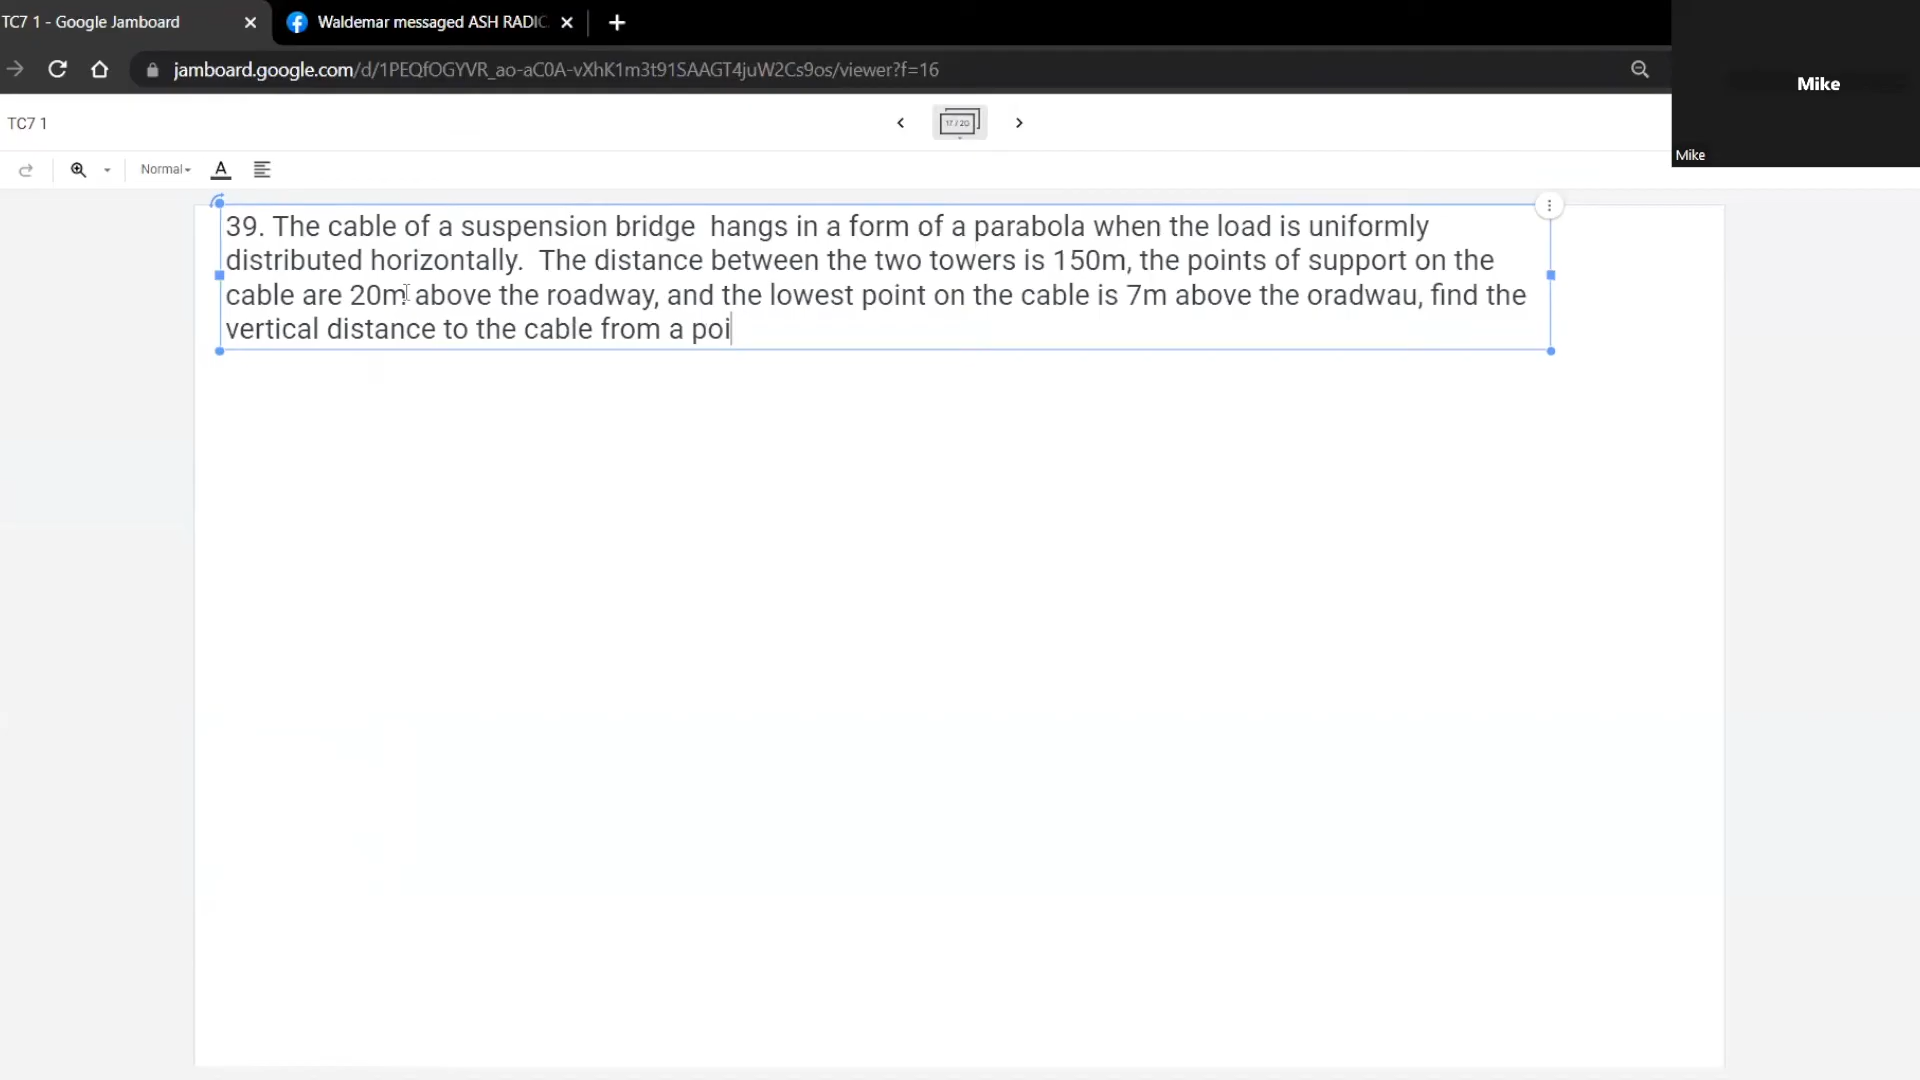 TC7 1 - Google Jamboard
Waldemar messaged ASH RADIC
jamboard.google.com/d/1PEQfOGYVR_ao-aC0A-vXhK1m3t91SAAGT4juW2Cs9os/viewer?f=16
Mike
Mike
TC7 1
17 / 20
Normal
A
39. The cable of a suspension bridge  hangs in a form of a parabola when the load is uniformly
distributed horizontally.  The distance between the two towers is 150m, the points of support on the
cable are 20m above the roadway, and the lowest point on the cable is 7m above the oradwau, find the
vertical distance to the cable from a poi